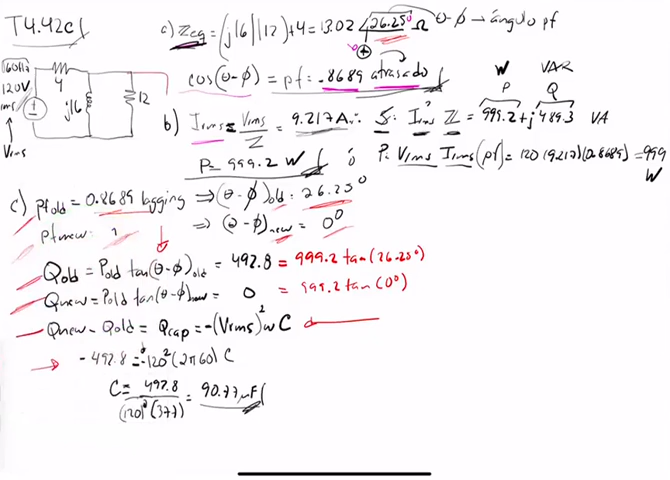 T4.42c)
a) Zeq = (j16||12)+4 = 13.02 ∠26.25° Ω θ-ϕ → ángulo pf
cos(θ-ϕ) = pf = .8689 atrasado
60Hz
120V
rms
4
j16
12
Vrms
W VAR
P Q
b) Irms = Vrms/Z = 9.217A ∴ S = Irms² Z = 999.2 + j 489.3 VA
P = 999.2 W ó P = Vrms Irms (pf) = 120(9.217)(0.8689) = 999 W
c) pfold = 0.8689 lagging ⇒ (θ-ϕ)old = 26.25°
pfnew = 1 ⇒ (θ-ϕ)new = 0°
Qold = Pold tan(θ-ϕ)old = 492.8 = 999.2 tan(26.25°)
Qnew = Pold tan(θ-ϕ)new = 0 = 999.2 tan(0°)
Qnew - Qold = Qcap = -(Vrms)² ω C
-492.8 = -120² (2π60) C
C = 492.8 / (120)² (377) = 90.77 μF